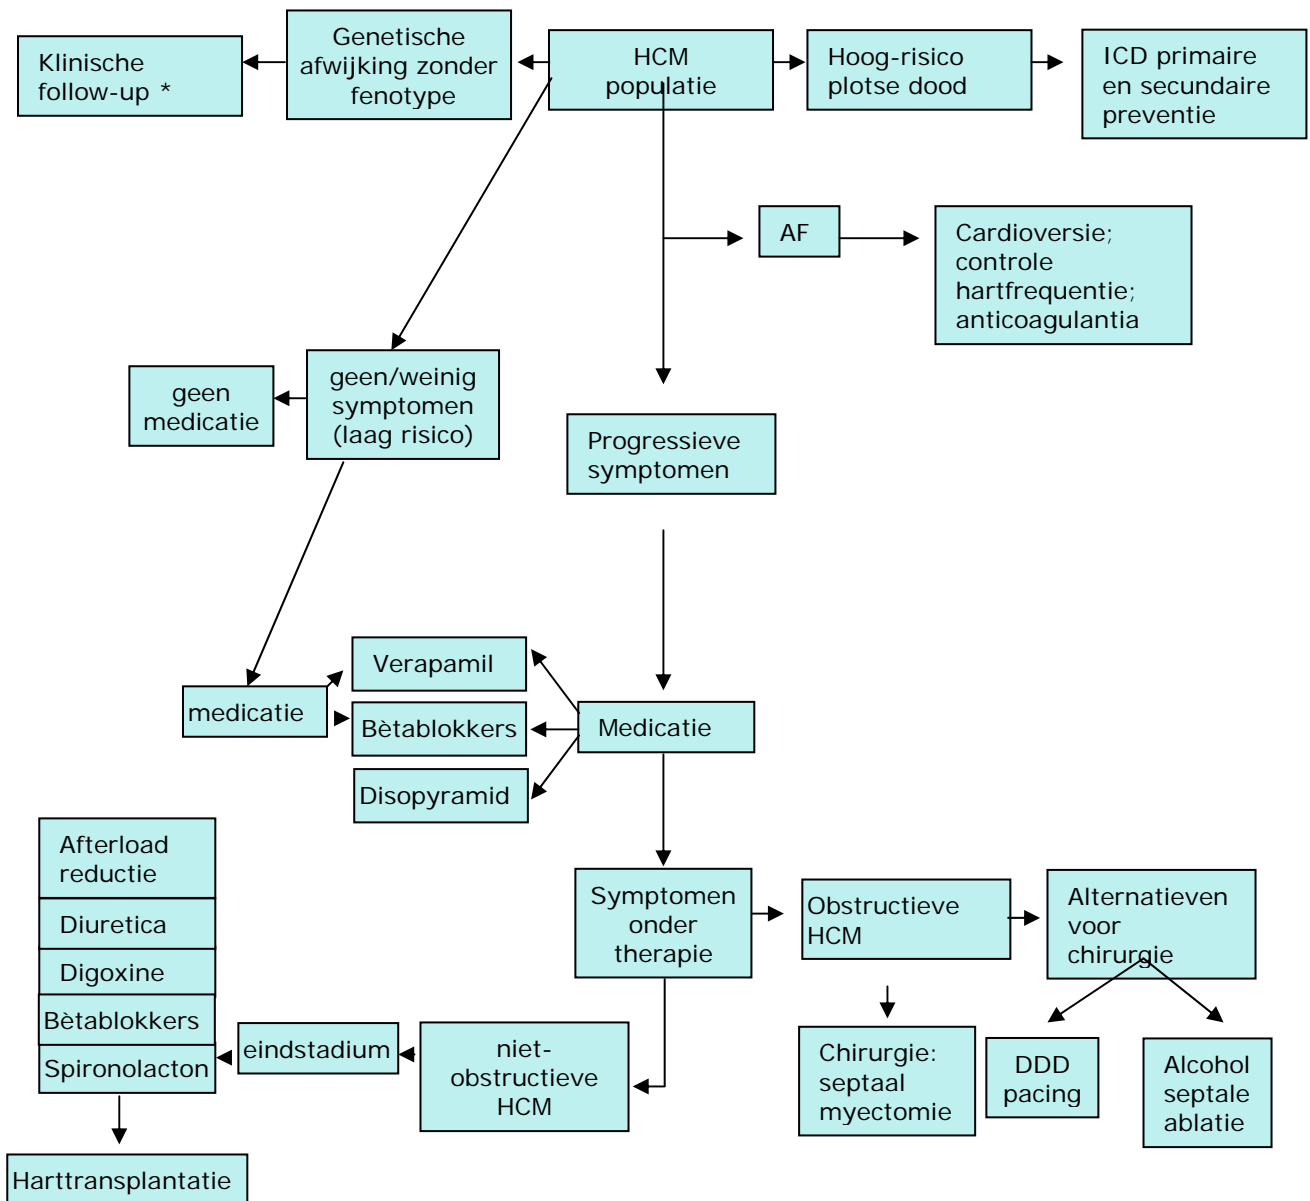 Klinische
follow-up *
Genetische
afwijking zonder
fenotype
HCM
populatie
Hoog-risico
plotse dood
ICD primaire
en secundaire
preventie
AF
Cardioversie;
controle
hartfrequentie;
anticoagulantia
geen
medicatie
geen/weinig
symptomen
(laag risico)
Progressieve
symptomen
Verapamil
medicatie
Bètablokkers
Medicatie
Disopyramid
Afterload
reductie
Diuretica
Digoxine
Bètablokkers
Spironolacton
Symptomen
onder
therapie
Obstructieve
HCM
Alternatieven
voor
chirurgie
eindstadium
niet-
obstructieve
HCM
Chirurgie:
septaal
myectomie
DDD
pacing
Alcohol
septale
ablatie
Harttransplantatie